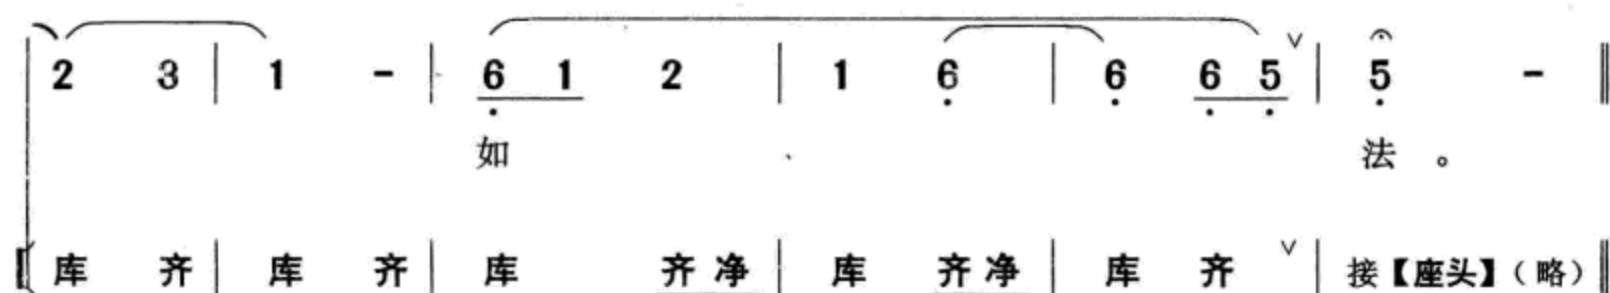 2 3 | 1 - | 6 1 2 | 1 6 | 6 6 5 ∨ | 5 - ‖
如 法。
库 齐 | 库 齐 | 库 齐 净 | 库 齐 净 | 库 齐 ∨ | 接【座头】(略) ‖